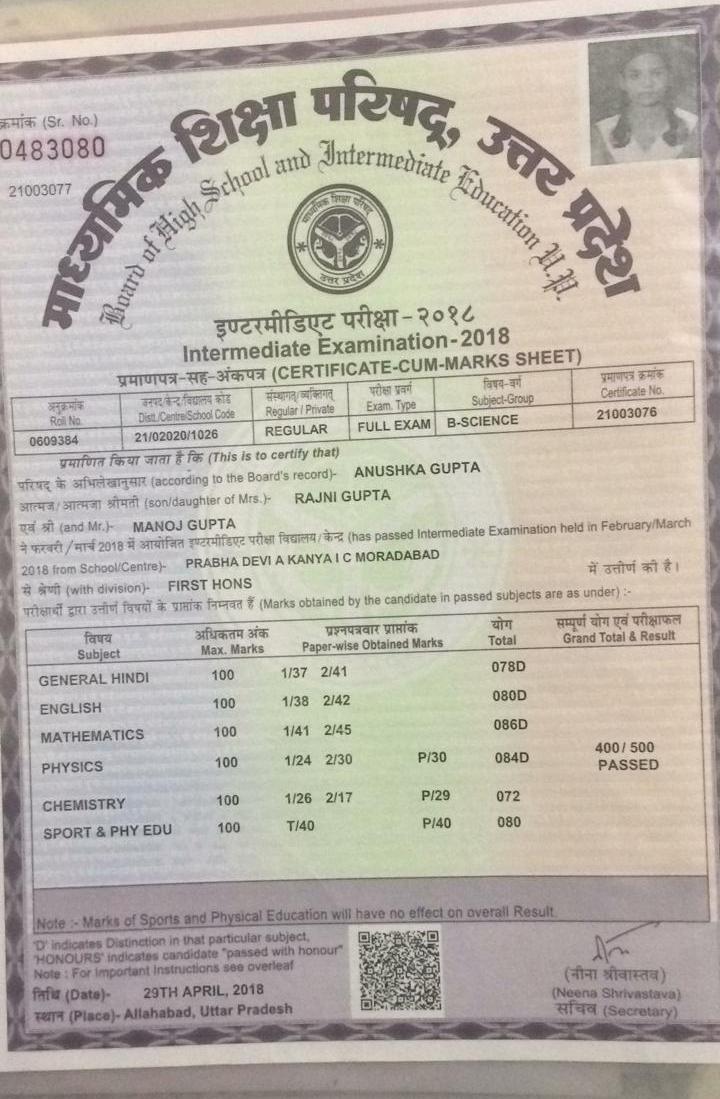 क्रमांक (Sr. No.)
0483080
21003077
माध्यमिक शिक्षा परिषद्, उत्तर प्रदेश
Board of High School and Intermediate Education U.P.
माध्यमिक शिक्षा परिषद्
उत्तर प्रदेश
इण्टरमीडिएट परीक्षा-२०१८
Intermediate Examination-2018
प्रमाणपत्र-सह-अंकपत्र (CERTIFICATE-CUM-MARKS SHEET)
अनुक्रमांक जनपद/केन्द्र/विद्यालय कोड संस्थागत/व्यक्तिगत् परीक्षा प्रवर्ग विषय-वर्ग प्रमाणपत्र क्रमांक
Roll No. Distt./Centre/School Code Regular / Private Exam. Type Subject-Group Certificate No.
0609384 21/02020/1026 REGULAR FULL EXAM B-SCIENCE 21003076
प्रमाणित किया जाता है कि (This is to certify that)
परिषद् के अभिलेखानुसार (according to the Board's record)- ANUSHKA GUPTA
आत्मज/आत्मजा श्रीमती (son/daughter of Mrs.)- RAJNI GUPTA
एवं श्री (and Mr.)- MANOJ GUPTA
ने फरवरी/मार्च 2018 में आयोजित इण्टरमीडिएट परीक्षा विद्यालय/केन्द्र (has passed Intermediate Examination held in February/March
2018 from School/Centre)- PRABHA DEVI A KANYA I C MORADABAD
से श्रेणी (with division)- FIRST HONS में उत्तीर्ण की है।
परीक्षार्थी द्वारा उत्तीर्ण विषयों के प्राप्तांक निम्नवत हैं (Marks obtained by the candidate in passed subjects are as under) :-
विषय अधिकतम अंक प्रश्नपत्रवार प्राप्तांक योग सम्पूर्ण योग एवं परीक्षाफल
Subject Max. Marks Paper-wise Obtained Marks Total Grand Total & Result
GENERAL HINDI 100 1/37 2/41 078D
ENGLISH 100 1/38 2/42 080D
MATHEMATICS 100 1/41 2/45 086D
PHYSICS 100 1/24 2/30 P/30 084D
400/500
PASSED
CHEMISTRY 100 1/26 2/17 P/29 072
SPORT & PHY EDU 100 T/40 P/40 080
Note :- Marks of Sports and Physical Education will have no effect on overall Result.
'D' indicates Distinction in that particular subject,
'HONOURS' indicates candidate "passed with honour"
Note : For Important Instructions see overleaf
तिथि (Date)- 29TH APRIL, 2018
स्थान (Place)- Allahabad, Uttar Pradesh
(नीना श्रीवास्तव)
(Neena Shrivastava)
सचिव (Secretary)